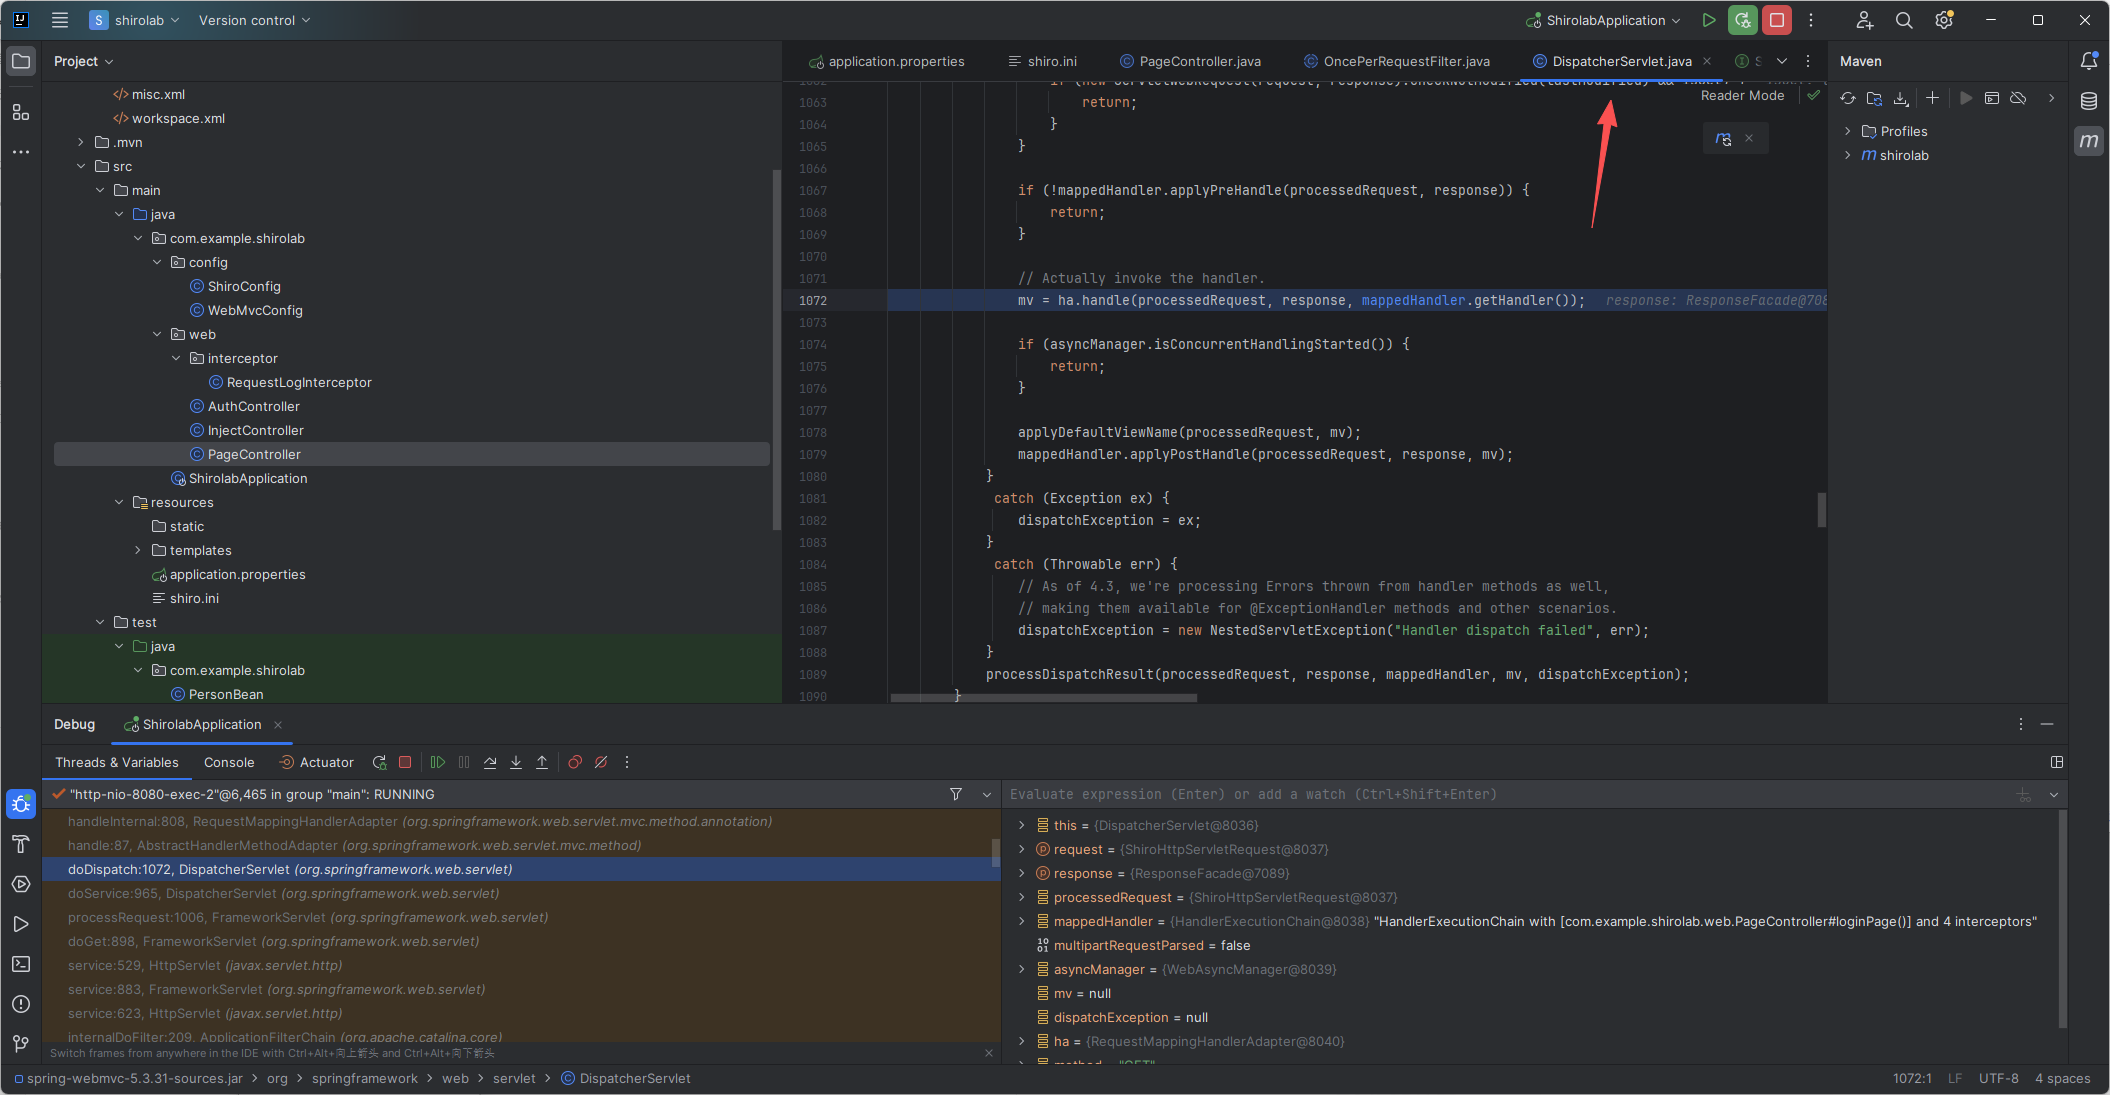 S shirolab Version control ShirolabApplication
Project
application.properties shiro.ini PageController.java OncePerRequestFilter.java DispatcherServlet.java
Maven
misc.xml
workspace.xml
.mvn
src
main
java
com.example.shirolab
config
ShiroConfig
WebMvcConfig
web
interceptor
RequestLogInterceptor
AuthController
InjectController
PageController
ShirolabApplication
resources
static
templates
application.properties
shiro.ini
test
java
com.example.shirolab
PersonBean
Reader Mode
1063 return;
1064 }
1065 }
1066
1067 if (!mappedHandler.applyPreHandle(processedRequest, response)) {
1068 return;
1069 }
1070
1071 // Actually invoke the handler.
1072 mv = ha.handle(processedRequest, response, mappedHandler.getHandler()); response: ResponseFacade@708
1073
1074 if (asyncManager.isConcurrentHandlingStarted()) {
1075 return;
1076 }
1077
1078 applyDefaultViewName(processedRequest, mv);
1079 mappedHandler.applyPostHandle(processedRequest, response, mv);
1080 }
1081 catch (Exception ex) {
1082 dispatchException = ex;
1083 }
1084 catch (Throwable err) {
1085 // As of 4.3, we're processing Errors thrown from handler methods as well,
1086 // making them available for @ExceptionHandler methods and other scenarios.
1087 dispatchException = new NestedServletException("Handler dispatch failed", err);
1088 }
1089 processDispatchResult(processedRequest, response, mappedHandler, mv, dispatchException);
1090 }
Profiles
m shirolab
Debug ShirolabApplication
Threads & Variables Console Actuator
"http-nio-8080-exec-2"@6,465 in group "main": RUNNING
handleInternal:808, RequestMappingHandlerAdapter (org.springframework.web.servlet.mvc.method.annotation)
handle:87, AbstractHandlerMethodAdapter (org.springframework.web.servlet.mvc.method)
doDispatch:1072, DispatcherServlet (org.springframework.web.servlet)
doService:965, DispatcherServlet (org.springframework.web.servlet)
processRequest:1006, FrameworkServlet (org.springframework.web.servlet)
doGet:898, FrameworkServlet (org.springframework.web.servlet)
service:529, HttpServlet (javax.servlet.http)
service:883, FrameworkServlet (org.springframework.web.servlet)
service:623, HttpServlet (javax.servlet.http)
internalDoFilter:209, ApplicationFilterChain (org.apache.catalina.core)
Switch frames from anywhere in the IDE with Ctrl+Alt+向上箭头 and Ctrl+Alt+向下箭头
Evaluate expression (Enter) or add a watch (Ctrl+Shift+Enter)
this = {DispatcherServlet@8036}
request = {ShiroHttpServletRequest@8037}
response = {ResponseFacade@7089}
processedRequest = {ShiroHttpServletRequest@8037}
mappedHandler = {HandlerExecutionChain@8038} "HandlerExecutionChain with [com.example.shirolab.web.PageController#loginPage()] and 4 interceptors"
multipartRequestParsed = false
asyncManager = {WebAsyncManager@8039}
mv = null
dispatchException = null
ha = {RequestMappingHandlerAdapter@8040}
method = "GET"
spring-webmvc-5.3.31-sources.jar > org > springframework > web > servlet > DispatcherServlet
1072:1 LF UTF-8 4 spaces